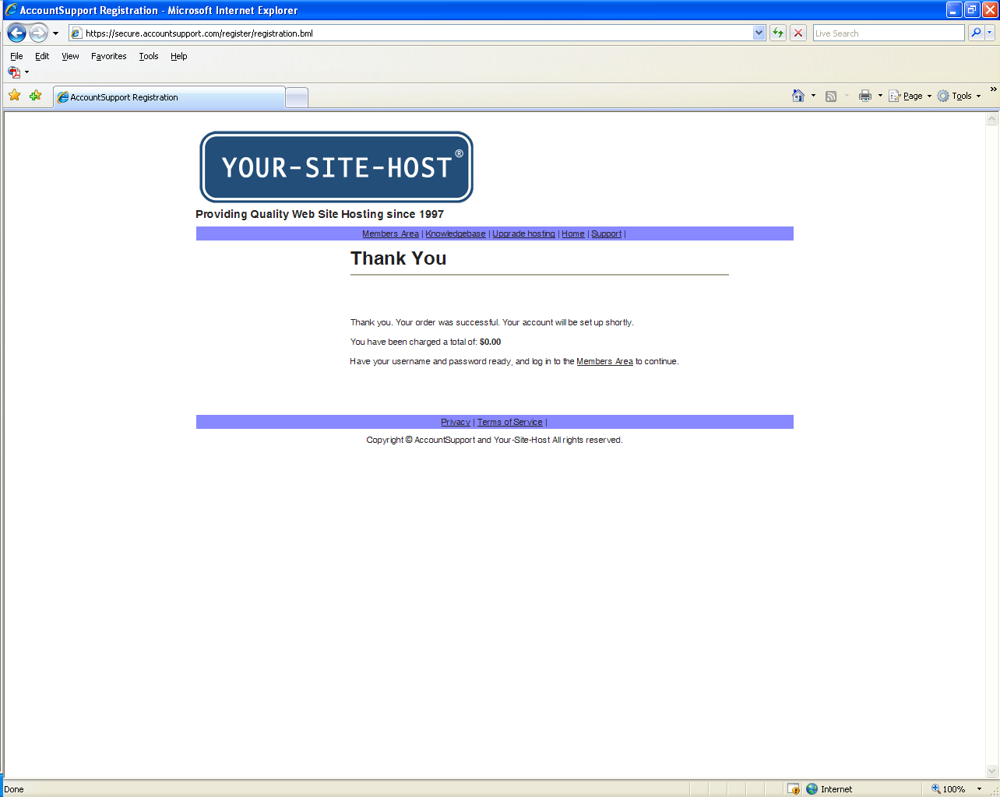 AccountSupport Registration - Microsoft Internet Explorer
https://secure.accountsupport.com/register/registration.bml
Live Search
File Edit View Favorites Tools Help
AccountSupport Registration
Page Tools »
YOUR-SITE-HOST®
Providing Quality Web Site Hosting since 1997
Members Area | Knowledgebase | Upgrade hosting | Home | Support |
Thank You
Thank you. Your order was successful. Your account will be set up shortly.
You have been charged a total of: $0.00
Have your username and password ready, and log in to the Members Area to continue.
Privacy | Terms of Service |
Copyright © AccountSupport and Your-Site-Host All rights reserved.
Done Internet 100%